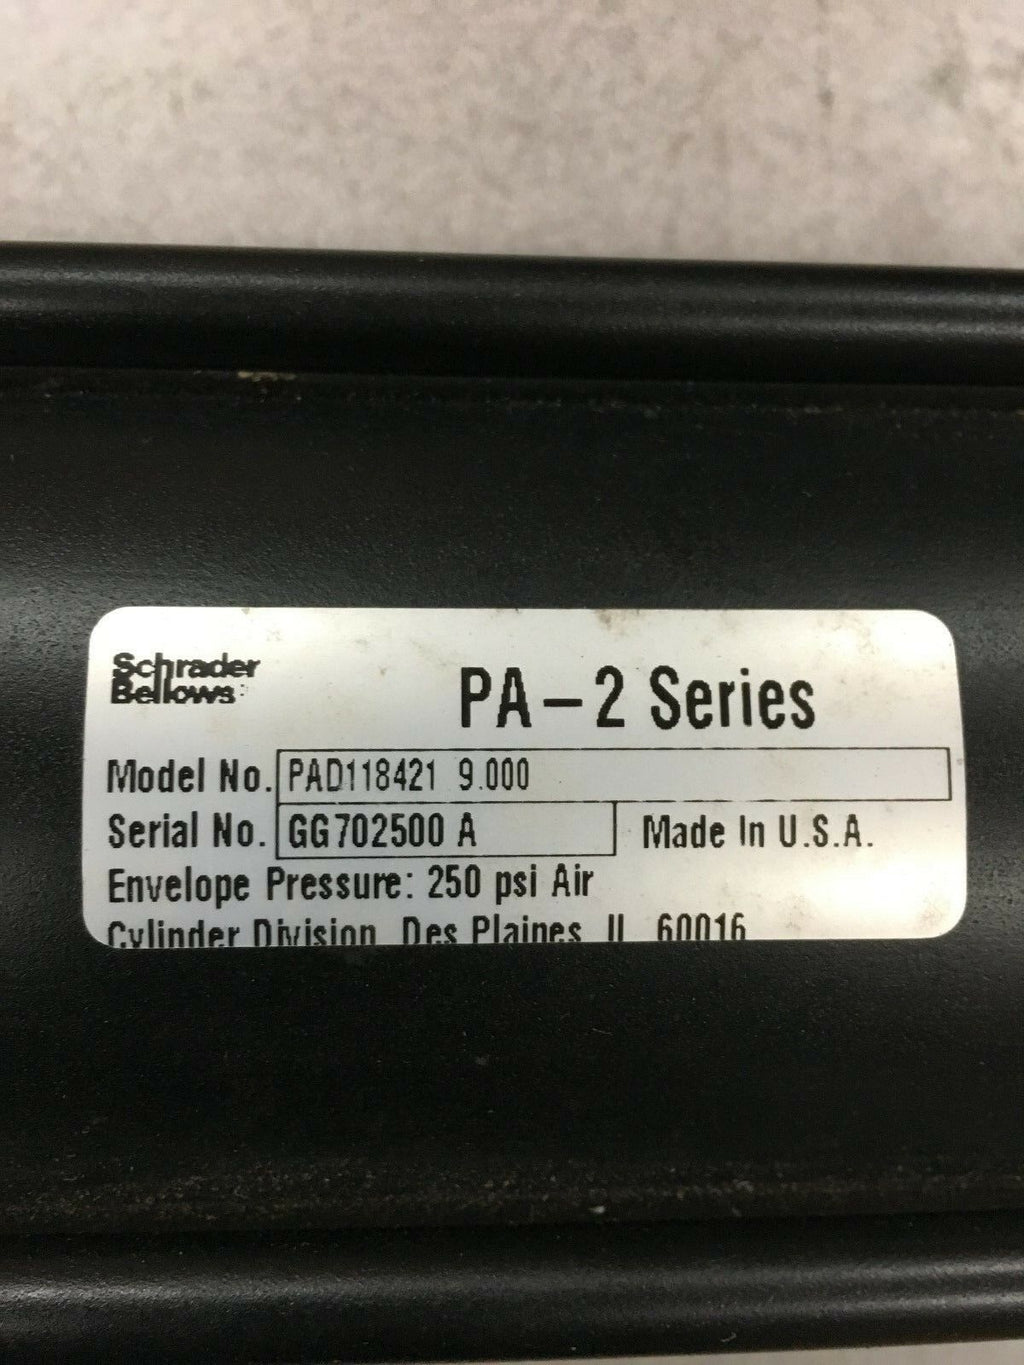 Schrader
Bellows
PA-2 Series
Model No. PAD118421 9.000
Serial No. GG702500 A Made In U.S.A.
Envelope Pressure: 250 psi Air
Cylinder Division Des Plaines IL 60016